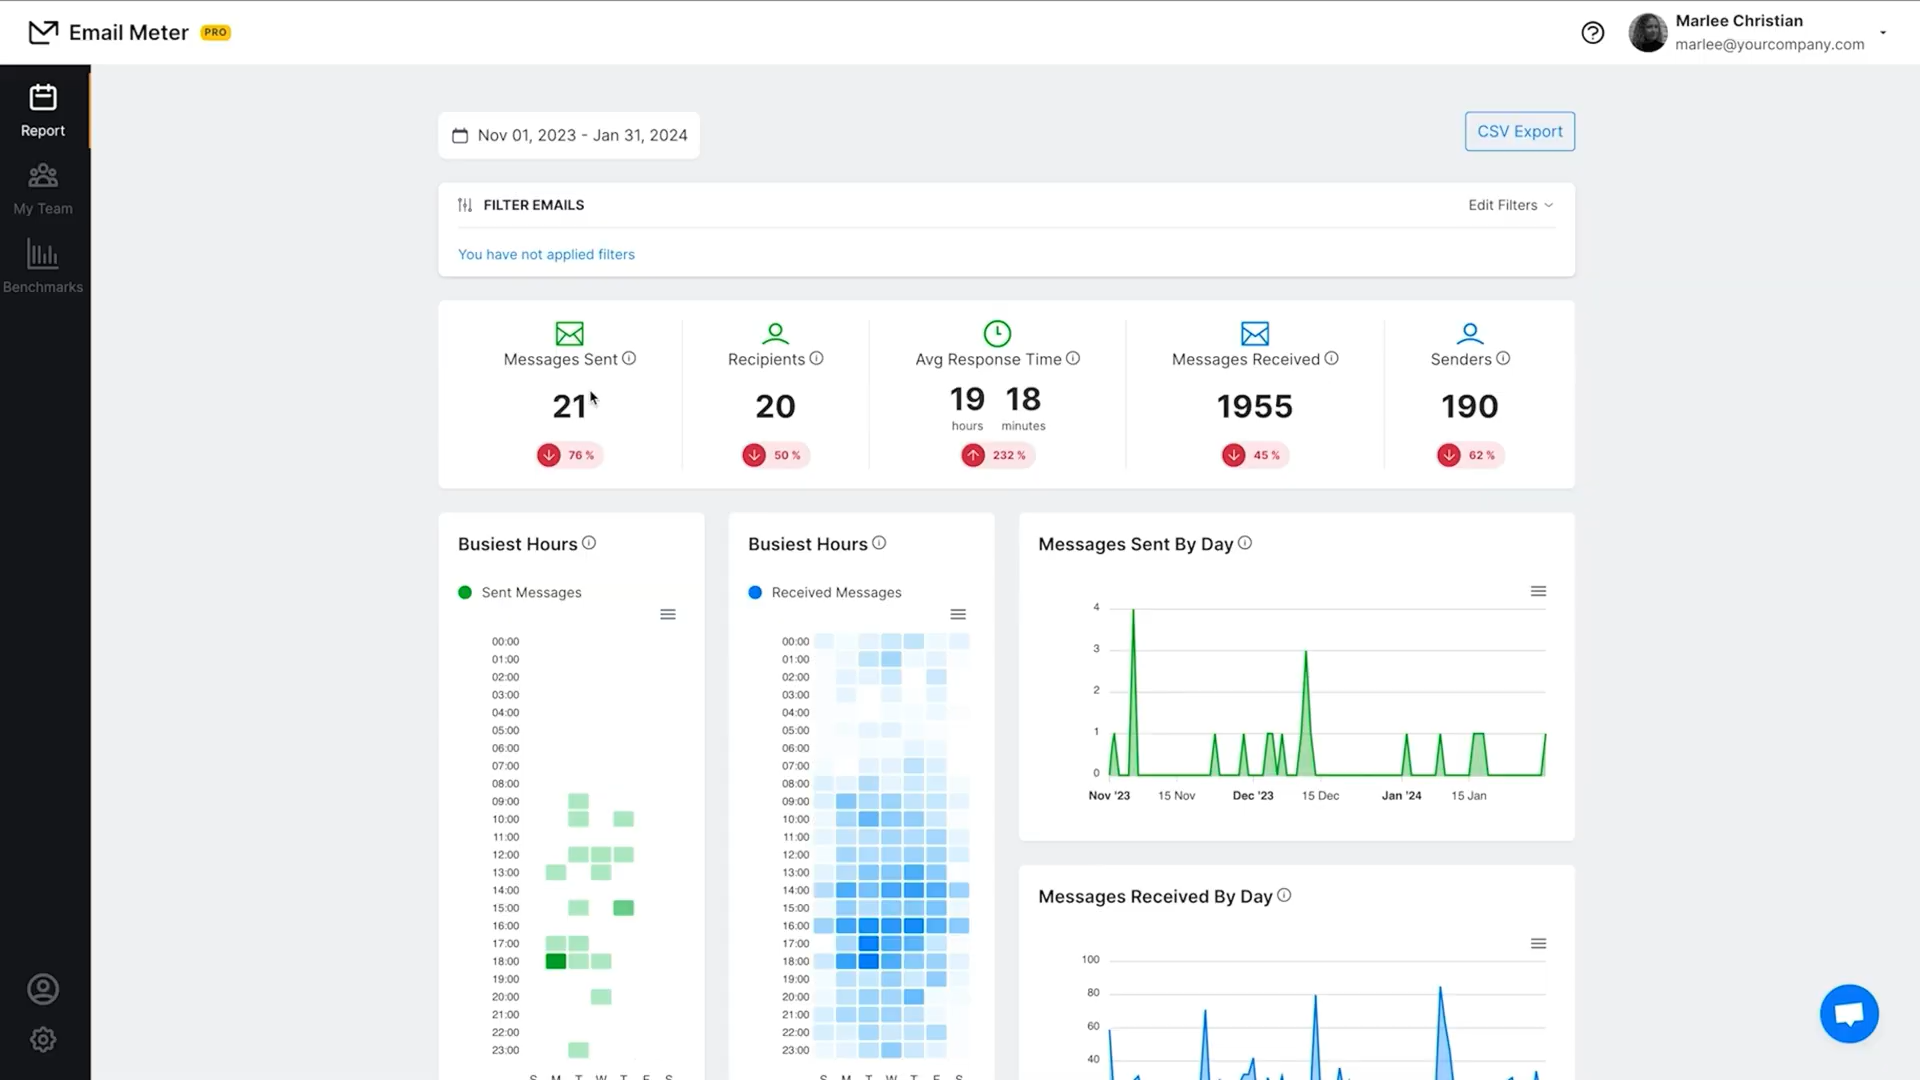 Email Meter PRO
Marlee Christian
marlee@yourcompany.com
Report
My Team
Benchmarks
Nov 01, 2023 - Jan 31, 2024
CSV Export
FILTER EMAILS
Edit Filters
You have not applied filters
Messages Sent
21
76 %
Recipients
20
50 %
Avg Response Time
19 18
hours minutes
232 %
Messages Received
1955
45 %
Senders
190
62 %
Busiest Hours
Sent Messages
00:00
01:00
02:00
03:00
04:00
05:00
06:00
07:00
08:00
09:00
10:00
11:00
12:00
13:00
14:00
15:00
16:00
17:00
18:00
19:00
20:00
21:00
22:00
23:00
S M T W T F S
Busiest Hours
Received Messages
00:00
01:00
02:00
03:00
04:00
05:00
06:00
07:00
08:00
09:00
10:00
11:00
12:00
13:00
14:00
15:00
16:00
17:00
18:00
19:00
20:00
21:00
22:00
23:00
S M T W T F S
Messages Sent By Day
4
3
2
1
0
Nov '23 15 Nov Dec '23 15 Dec Jan '24 15 Jan
Messages Received By Day
100
80
60
40